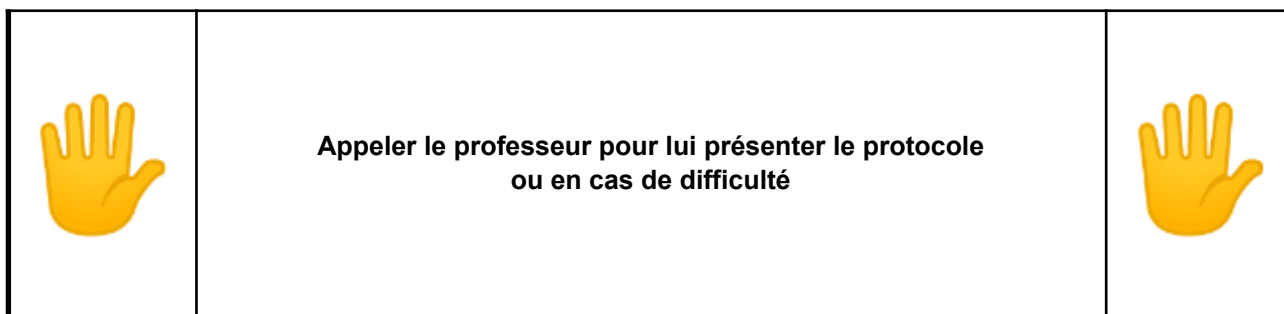 Appeler le professeur pour lui présenter le protocole
ou en cas de difficulté